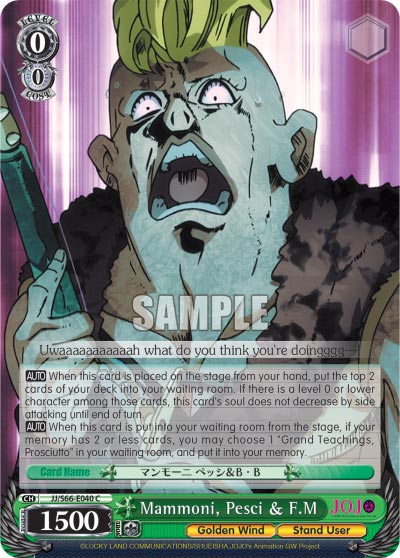 LEVEL
0
0
COST
SAMPLE
Uwaaaaaaaaaaah what do you think you're doingggg—
AUTO When this card is placed on the stage from your hand, put the top 2
cards of your deck into your waiting room. If there is a level 0 or lower
character among those cards, this card's soul does not decrease by side
attacking until end of turn.
AUTO When this card is put into your waiting room from the stage, if your
memory has 2 or less cards, you may choose 1 "Grand Teachings,
Prosciutto" in your waiting room, and put it into your memory.
Card Name
マンモーニ ペッシ&B・B
CH
JJ/S66-E040 C
Mammoni, Pesci & F.M
JOJO
POWER
1500
Golden Wind
Stand User
©LUCKY LAND COMMUNICATIONS/SHUEISHA,JOJO's Animation GW Project